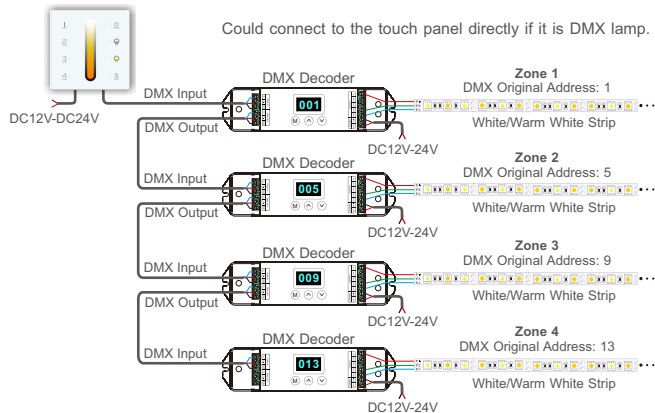 Could connect to the touch panel directly if it is DMX lamp.
1
2
3
4
DC12V-DC24V
DMX Input
DMX Output
DMX Decoder
001
M
DC12V-24V
Zone 1
DMX Original Address: 1
White/Warm White Strip
DMX Input
DMX Output
DMX Decoder
005
M
DC12V-24V
Zone 2
DMX Original Address: 5
White/Warm White Strip
DMX Input
DMX Output
DMX Decoder
009
M
DC12V-24V
Zone 3
DMX Original Address: 9
White/Warm White Strip
DMX Input
DMX Decoder
013
M
DC12V-24V
Zone 4
DMX Original Address: 13
White/Warm White Strip